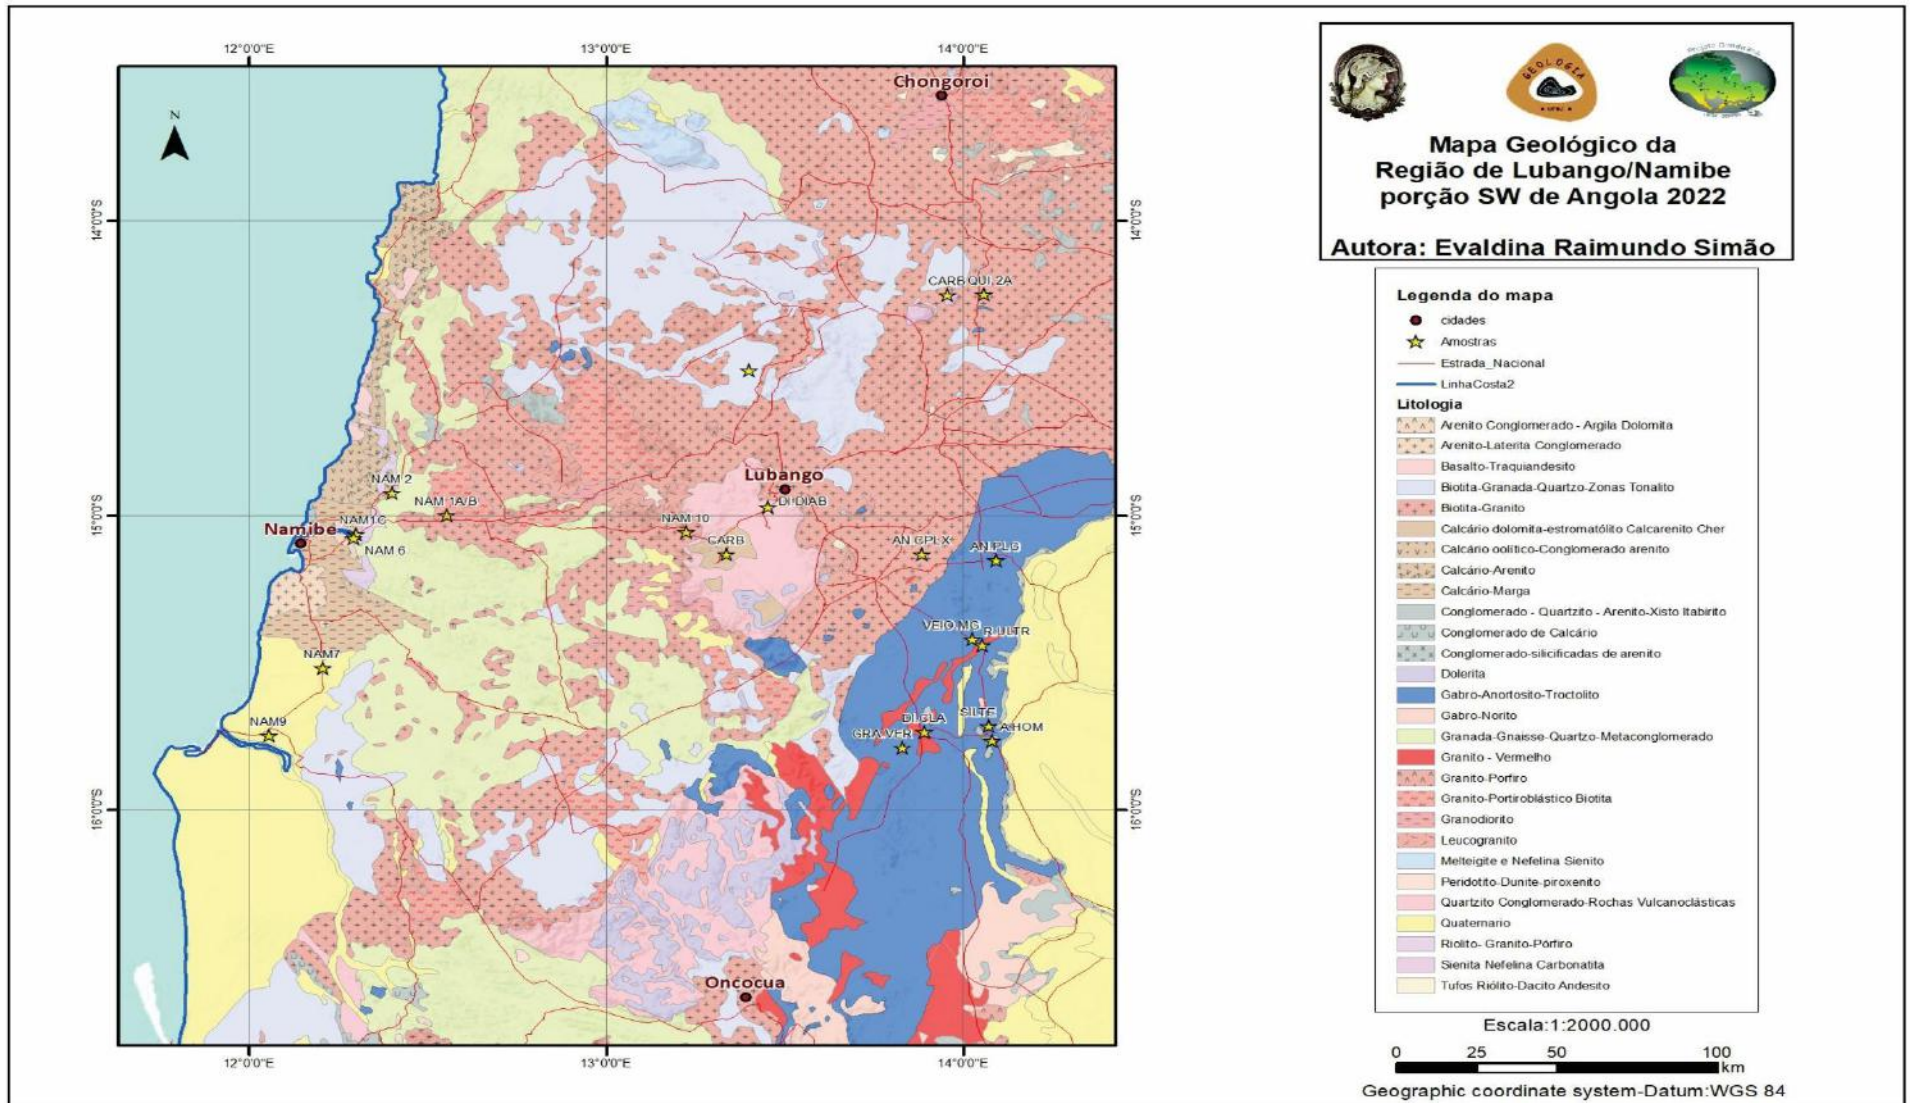 12°0'0"E 13°0'0"E 14°0'0"E
Chongoroi
N
14°0'0"S 14°0'0"S
CARB QUI.2A
NAM 2
NAM 1A/B
Lubango
DI.DIAB
15°0'0"S 15°0'0"S
NAM1C
Namibe
NAM 6
NAM 10
CARB
AN.CPLX
AN.PLG
VEIO.MG
R.ULTR
NAM7
NAM9
DI.GLA
SILTE
A.HOM
GRA.VER
16°0'0"S 16°0'0"S
Oncocua
12°0'0"E 13°0'0"E 14°0'0"E
GEOLOGIA
Mapa Geológico da
Região de Lubango/Namibe
porção SW de Angola 2022
Autora: Evaldina Raimundo Simão
Legenda do mapa
cidades
Amostras
Estrada_Nacional
LinhaCosta2
Litologia
Arenito Conglomerado - Argila Dolomita
Arenito-Laterita Conglomerado
Basalto-Traquiandesito
Biotita-Granada-Quartzo-Zonas Tonalito
Biotita-Granito
Calcário dolomita-estromatólito Calcarenito Cher
Calcário oolítico-Conglomerado arenito
Calcário-Arenito
Calcário-Marga
Conglomerado - Quartzito - Arenito-Xisto Itabirito
Conglomerado de Calcário
Conglomerado-silicificadas de arenito
Dolerita
Gabro-Anortosito-Troctolito
Gabro-Norito
Granada-Gnaisse-Quartzo-Metaconglomerado
Granito - Vermelho
Granito-Porfiro
Granito-Portiroblástico Biotita
Granodiorito
Leucogranito
Melteigite e Nefelina Sienito
Peridotito-Dunite-piroxenito
Quartzito Conglomerado-Rochas Vulcanoclásticas
Quaternario
Riolito- Granito-Pórfiro
Sienita Nefelina Carbonatita
Tufos Riólito-Dacito Andesito
Escala:1:2000.000
0 25 50 100
km
Geographic coordinate system-Datum:WGS 84